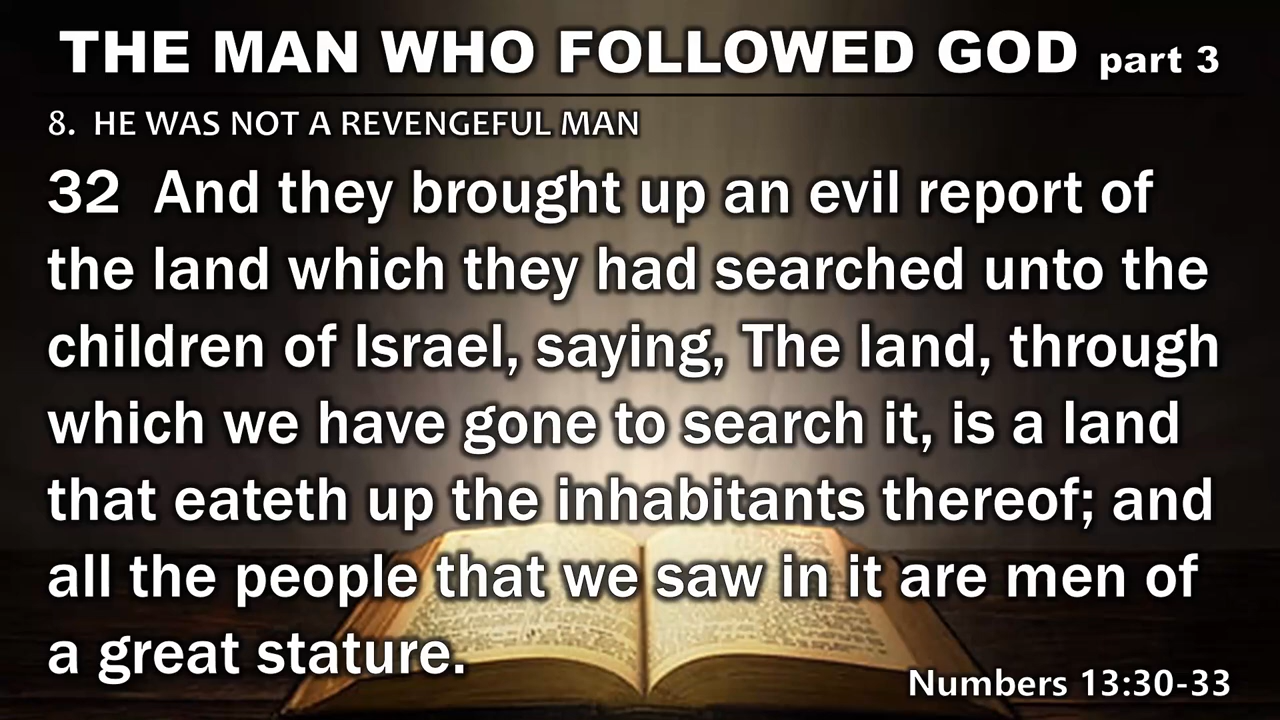 THE MAN WHO FOLLOWED GOD part 3
8. HE WAS NOT A REVENGEFUL MAN
32 And they brought up an evil report of
the land which they had searched unto the
children of Israel, saying, The land, through
which we have gone to search it, is a land
that eateth up the inhabitants thereof; and
all the people that we saw in it are men of
a great stature.
Numbers 13:30-33